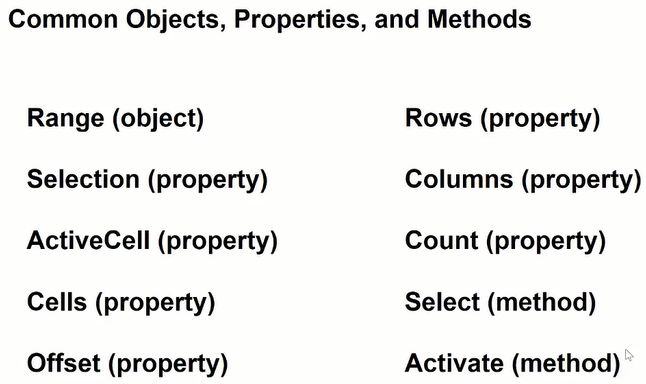 Common Objects, Properties, and Methods
Range (object)
Selection (property)
ActiveCell (property)
Cells (property)
Offset (property)
Rows (property)
Columns (property)
Count (property)
Select (method)
Activate (method)